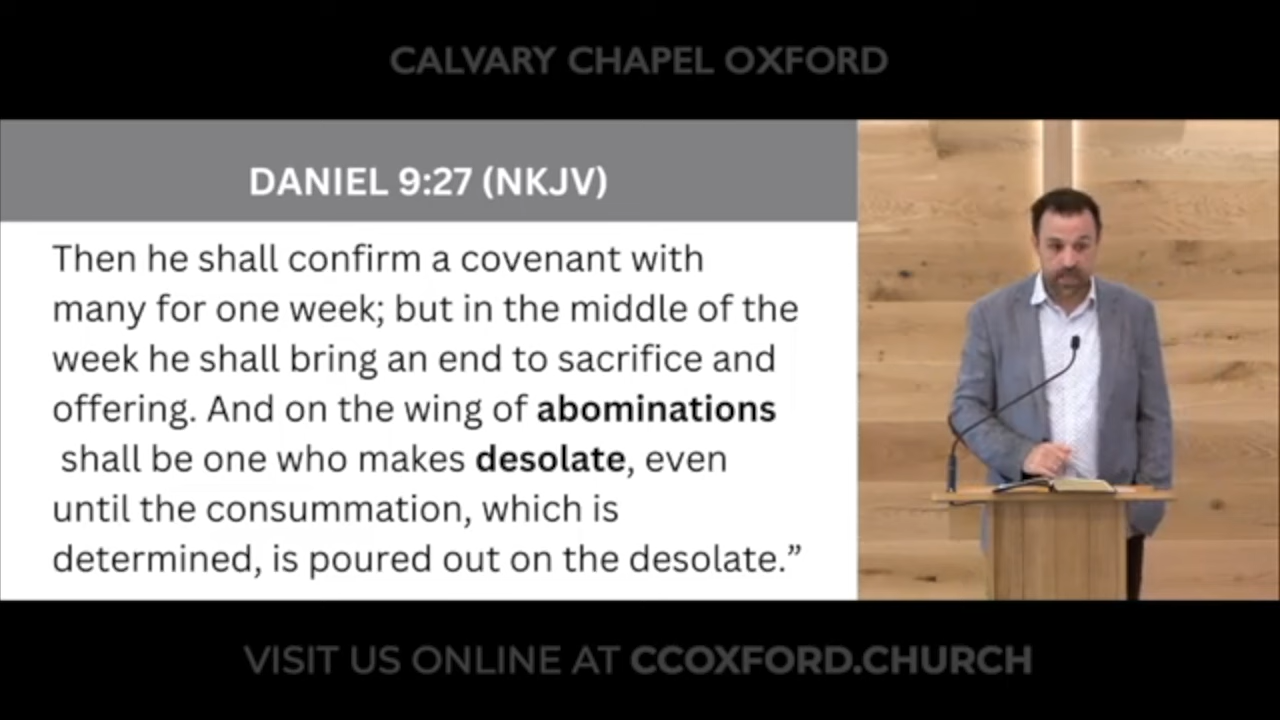 CALVARY CHAPEL OXFORD
DANIEL 9:27 (NKJV)
Then he shall confirm a covenant with
many for one week; but in the middle of the
week he shall bring an end to sacrifice and
offering. And on the wing of abominations
shall be one who makes desolate, even
until the consummation, which is
determined, is poured out on the desolate.”
VISIT US ONLINE AT CCOXFORD.CHURCH